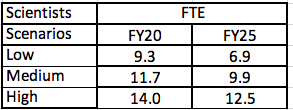 Scientists FTE
Scenarios FY20 FY25
Low 9.3 6.9
Medium 11.7 9.9
High 14.0 12.5